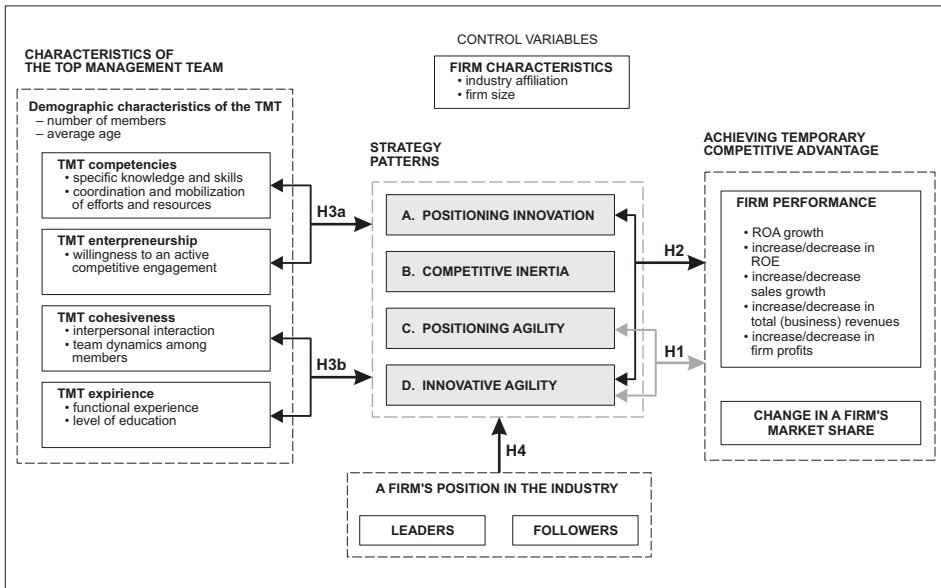 CONTROL VARIABLES
FIRM CHARACTERISTICS
• industry affiliation
• firm size
CHARACTERISTICS OF
THE TOP MANAGEMENT TEAM
Demographic characteristics of the TMT
– number of members
– average age
TMT competencies
• specific knowledge and skills
• coordination and mobilization
of efforts and resources
TMT enterpreneurship
• willingness to an active
competitive engagement
TMT cohesiveness
• interpersonal interaction
• team dynamics among
members
TMT expirience
• functional experience
• level of education
H3a
H3b
STRATEGY
PATTERNS
A. POSITIONING INNOVATION
B. COMPETITIVE INERTIA
C. POSITIONING AGILITY
D. INNOVATIVE AGILITY
H2
H1
H4
ACHIEVING TEMPORARY
COMPETITIVE ADVANTAGE
FIRM PERFORMANCE
• ROA growth
• increase/decrease in
ROE
• increase/decrease
sales growth
• increase/decrease in
total (business) revenues
• increase/decrease in
firm profits
CHANGE IN A FIRM'S
MARKET SHARE
A FIRM'S POSITION IN THE INDUSTRY
LEADERS
FOLLOWERS